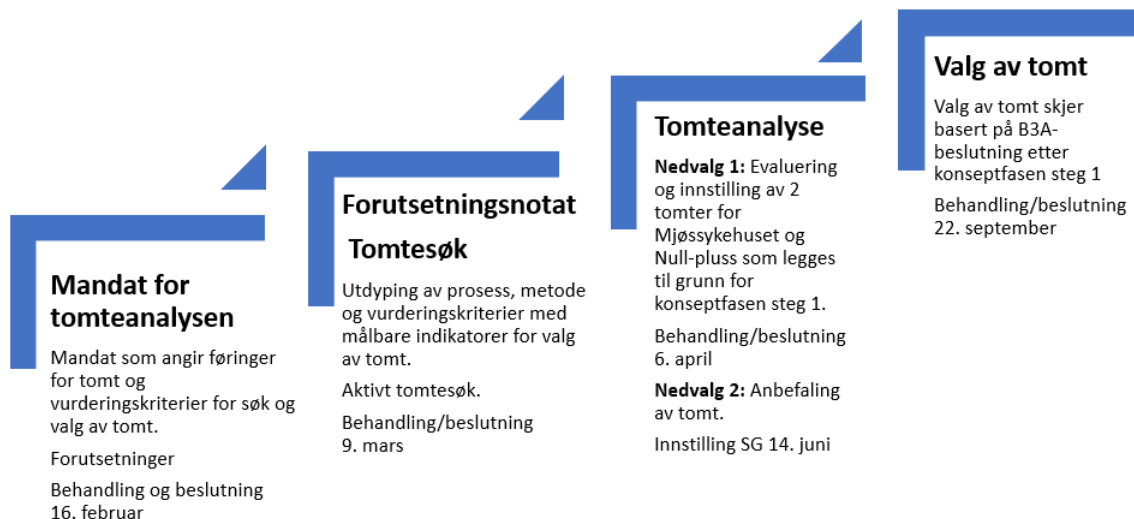 Mandat for
tomteanalysen
Mandat som angir føringer
for tomt og
vurderingskriterier for søk og
valg av tomt.
Forutsetninger
Behandling og beslutning
16. februar
Forutsetningsnotat
Tomtesøk
Utdyping av prosess, metode
og vurderingskriterier med
målbare indikatorer for valg
av tomt.
Aktivt tomtesøk.
Behandling/beslutning
9. mars
Tomteanalyse
Nedvalg 1: Evaluering
og innstilling av 2
tomter for
Mjøssykehuset og
Null-pluss som legges
til grunn for
konseptfasen steg 1.
Behandling/beslutning
6. april
Nedvalg 2: Anbefaling
av tomt.
Innstilling SG 14. juni
Valg av tomt
Valg av tomt skjer
basert på B3A-
beslutning etter
konseptfasen steg 1
Behandling/beslutning
22. september